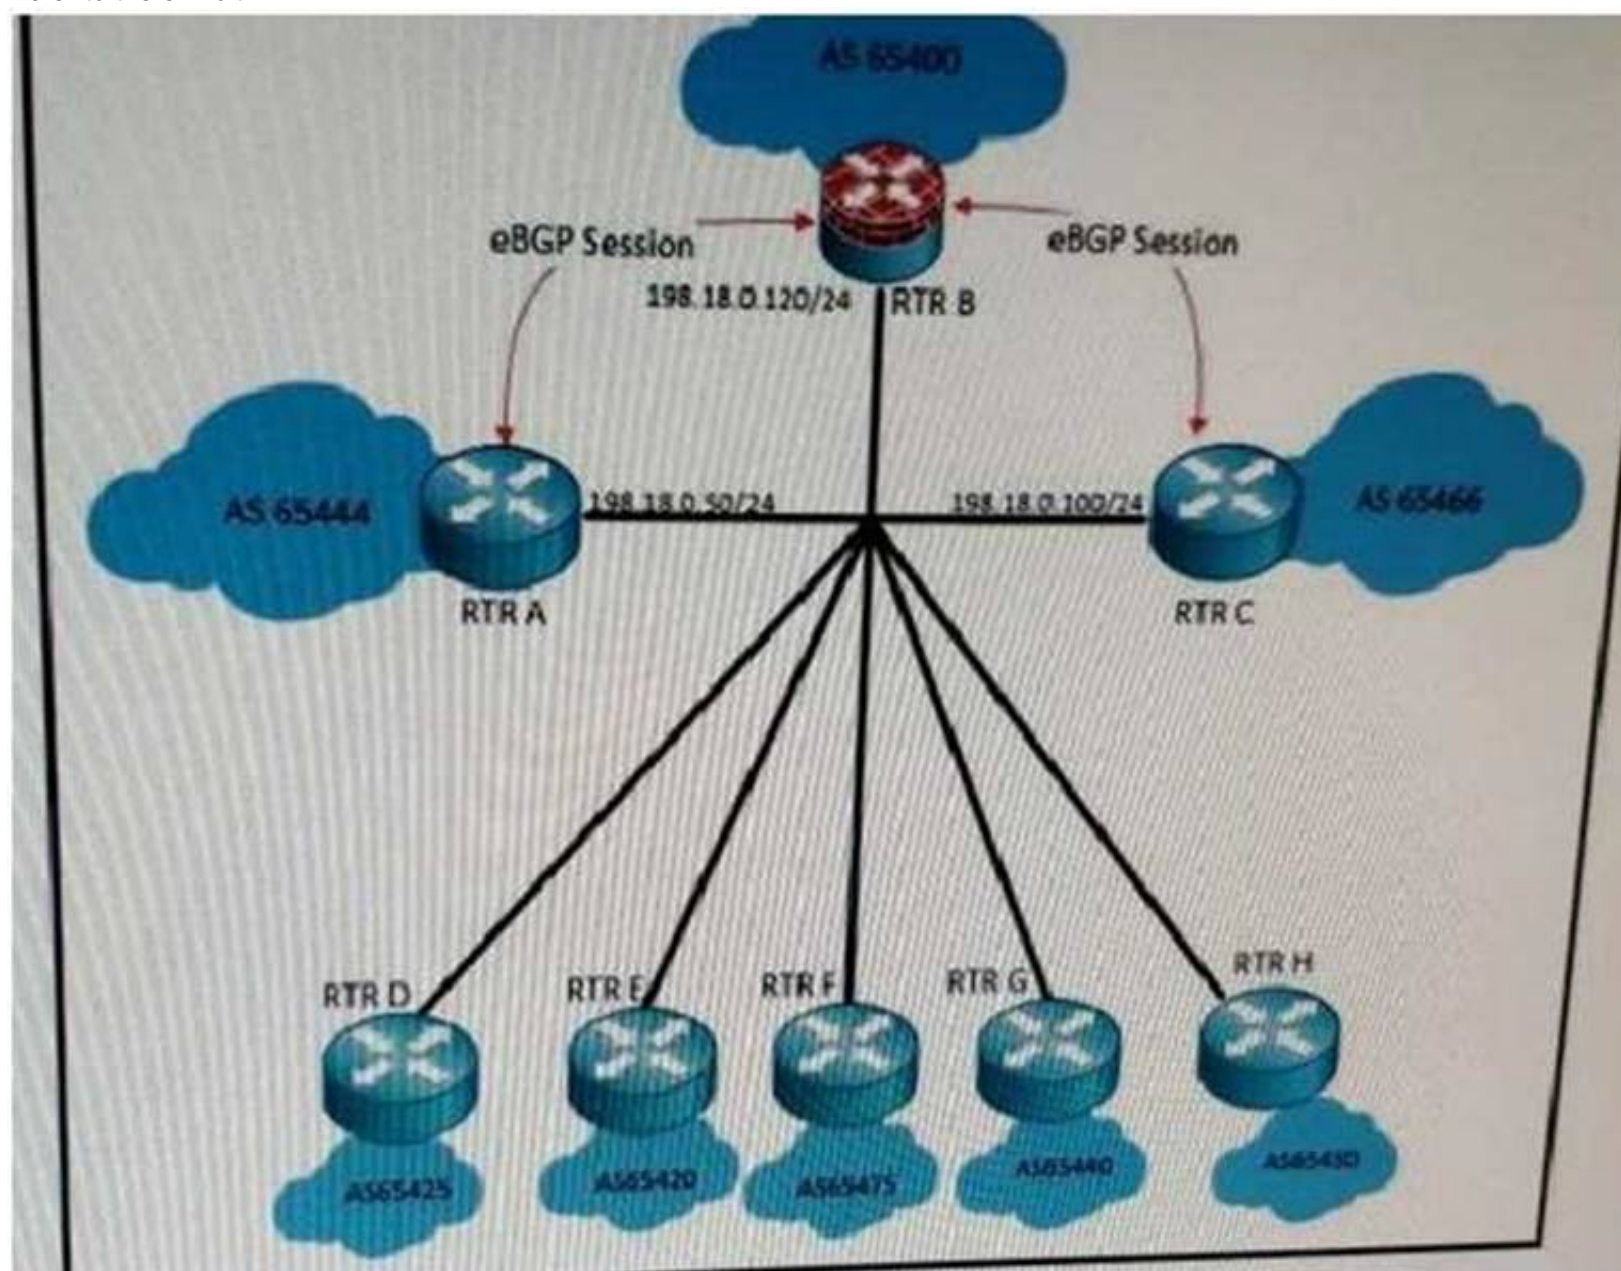 AS 65400
eBGP Session
eBGP Session
198.18.0.120/24
RTR B
AS 65444
198.18.0.50/24
198.18.0.100/24
AS 65466
RTR A
RTR C
RTR D
RTR E
RTR F
RTR G
RTR H
AS65425
AS65420
AS65475
AS65440